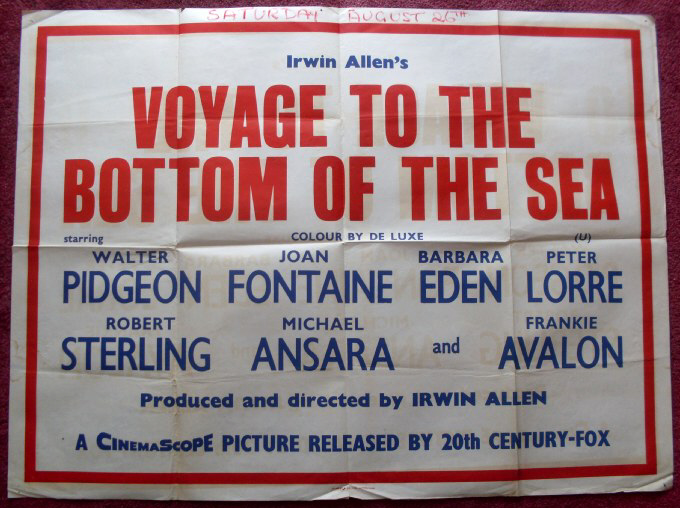 SATURDAY AUGUST 26TH
Irwin Allen's
VOYAGE TO THE
BOTTOM OF THE SEA
starring COLOUR BY DE LUXE (U)
WALTER JOAN BARBARA PETER
PIDGEON FONTAINE EDEN LORRE
ROBERT MICHAEL FRANKIE
STERLING ANSARA and AVALON
Produced and directed by IRWIN ALLEN
A CINEMASCOPE PICTURE RELEASED BY 20th CENTURY-FOX